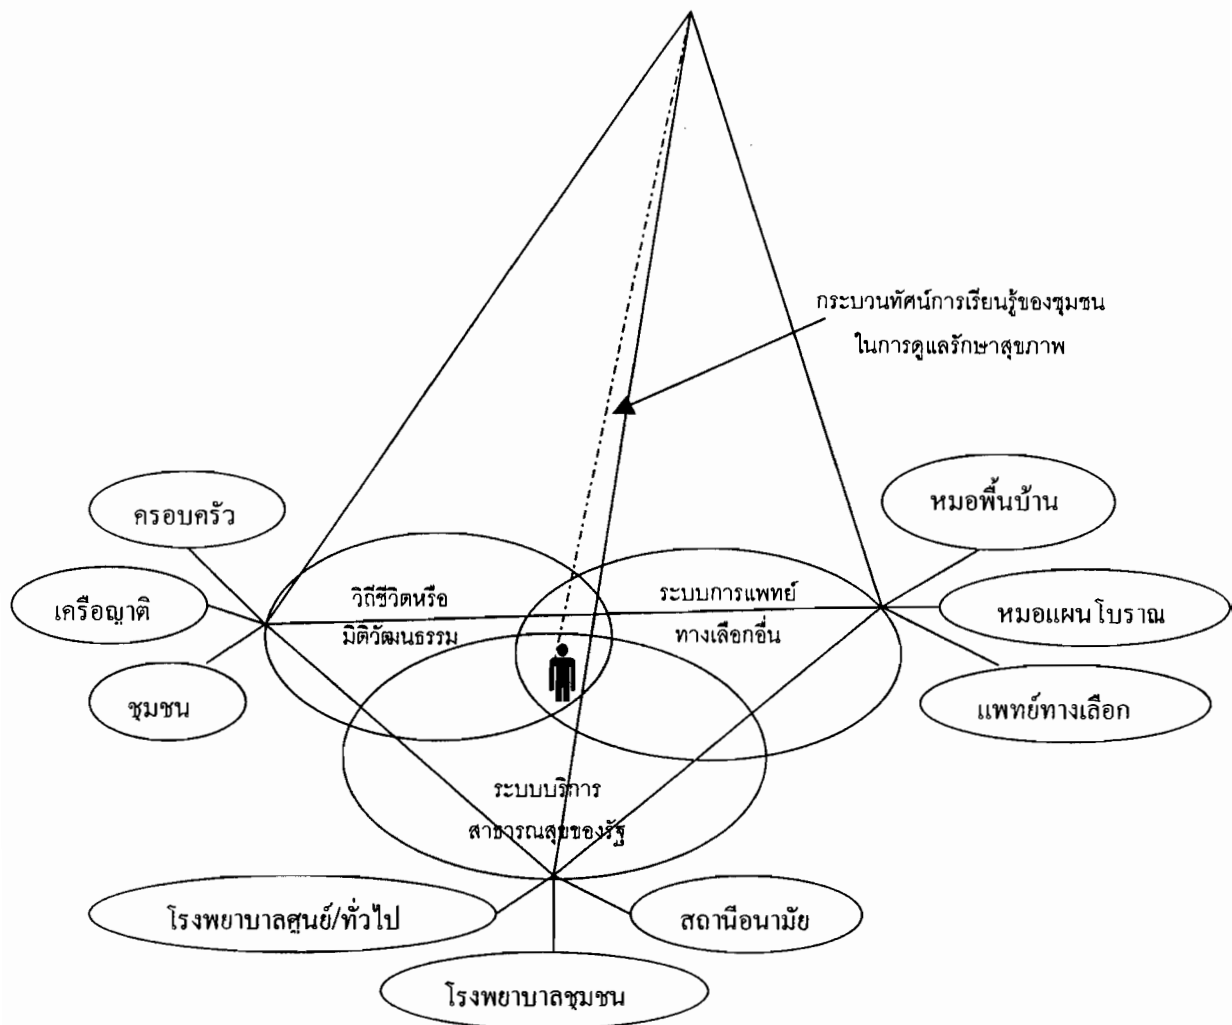 กระบวนทัศน์การเรียนรู้ของชุมชน
ในการดูแลรักษาสุขภาพ
ครอบครัว
หมอพื้นบ้าน
เครือญาติ
วิถีชีวิตหรือ
มิติวัฒนธรรม
ระบบการแพทย์
ทางเลือกอื่น
หมอแผนโบราณ
ชุมชน
แพทย์ทางเลือก
ระบบบริการ
สาธารณสุขของรัฐ
โรงพยาบาลศูนย์/ทั่วไป
สถานีอนามัย
โรงพยาบาลชุมชน